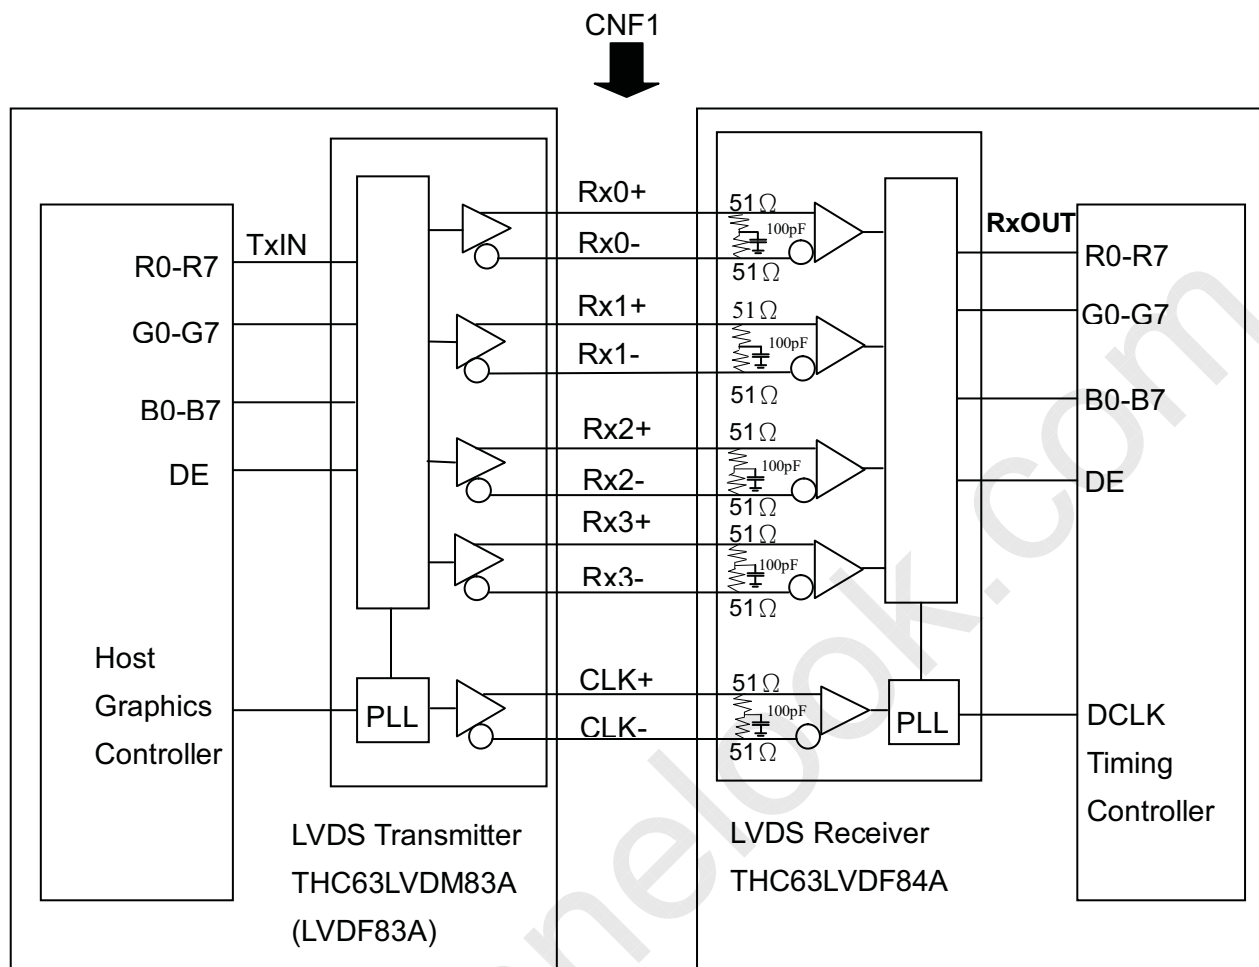 CNF1
R0-R7
G0-G7
B0-B7
DE
TxIN
Host
Graphics
Controller
PLL
LVDS Transmitter
THC63LVDM83A
(LVDF83A)
Rx0+
Rx0-
Rx1+
Rx1-
Rx2+
Rx2-
Rx3+
Rx3-
CLK+
CLK-
51Ω
100pF
51Ω
51Ω
100pF
51Ω
51Ω
100pF
51Ω
51Ω
100pF
51Ω
51Ω
100pF
51Ω
PLL
LVDS Receiver
THC63LVDF84A
RxOUT
R0-R7
G0-G7
B0-B7
DE
DCLK
Timing
Controller
nelook.com